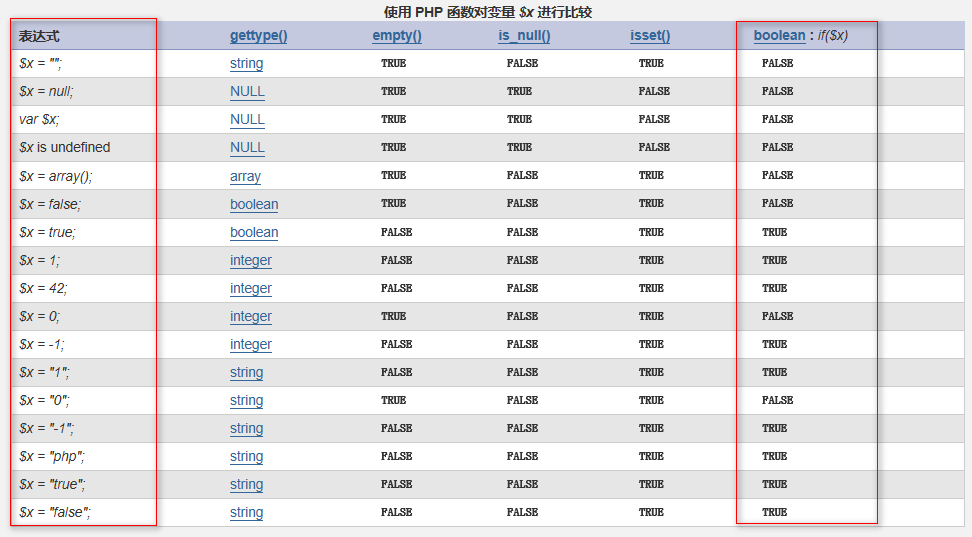 使用 PHP 函数对变量 $x 进行比较
表达式 gettype() empty() is_null() isset() boolean : if($x)
$x = ""; string TRUE FALSE TRUE FALSE
$x = null; NULL TRUE TRUE FALSE FALSE
var $x; NULL TRUE TRUE FALSE FALSE
$x is undefined NULL TRUE TRUE FALSE FALSE
$x = array(); array TRUE FALSE TRUE FALSE
$x = false; boolean TRUE FALSE TRUE FALSE
$x = true; boolean FALSE FALSE TRUE TRUE
$x = 1; integer FALSE FALSE TRUE TRUE
$x = 42; integer FALSE FALSE TRUE TRUE
$x = 0; integer TRUE FALSE TRUE FALSE
$x = -1; integer FALSE FALSE TRUE TRUE
$x = "1"; string FALSE FALSE TRUE TRUE
$x = "0"; string TRUE FALSE TRUE FALSE
$x = "-1"; string FALSE FALSE TRUE TRUE
$x = "php"; string FALSE FALSE TRUE TRUE
$x = "true"; string FALSE FALSE TRUE TRUE
$x = "false"; string FALSE FALSE TRUE TRUE